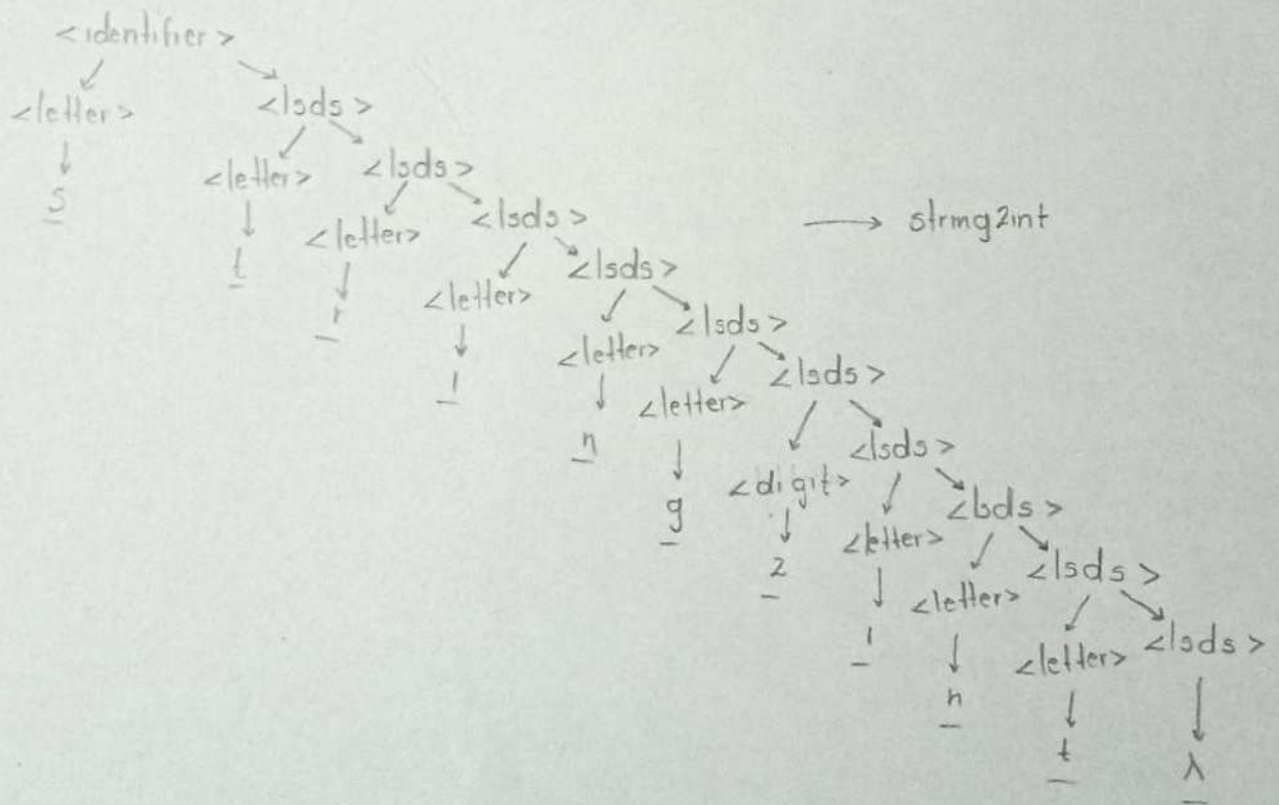 <identifier>
<letter> <lsds>
s <letter> <lsds>
t <letter> <lsds> → string2int
r <letter> <lsds>
i <letter> <lsds>
n <letter> <lsds>
g <digit> <lsds>
2 <letter> <lsds>
i <letter> <lsds>
n <letter> <lsds>
t λ